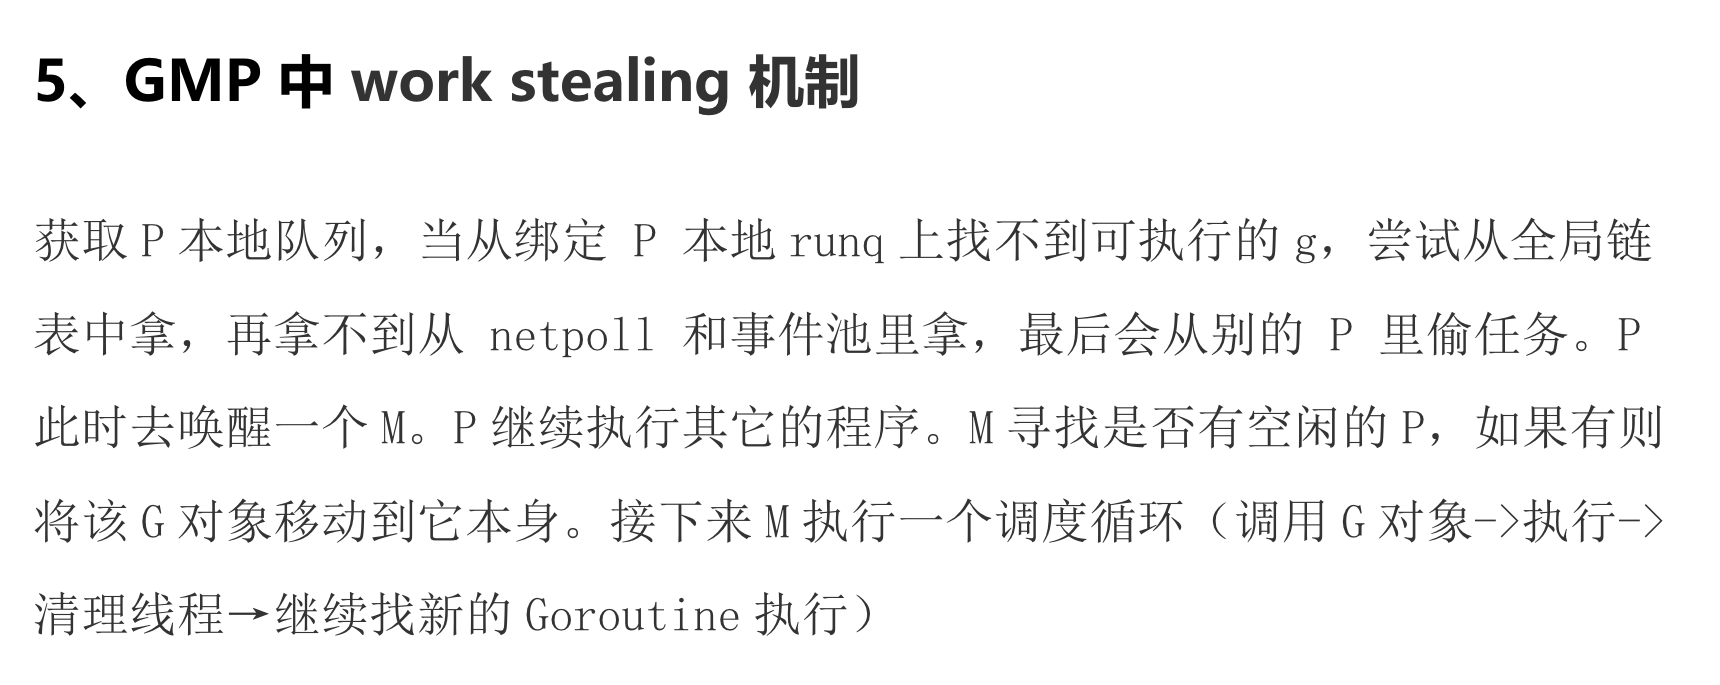 5、GMP 中 work stealing 机制
获取 P 本地队列，当从绑定 P 本地 runq 上找不到可执行的 g，尝试从全局链
表中拿，再拿不到从 netpoll 和事件池里拿，最后会从别的 P 里偷任务。P
此时去唤醒一个 M。P 继续执行其它的程序。M 寻找是否有空闲的 P，如果有则
将该 G 对象移动到它本身。接下来 M 执行一个调度循环（调用 G 对象->执行->
清理线程→继续找新的 Goroutine 执行）